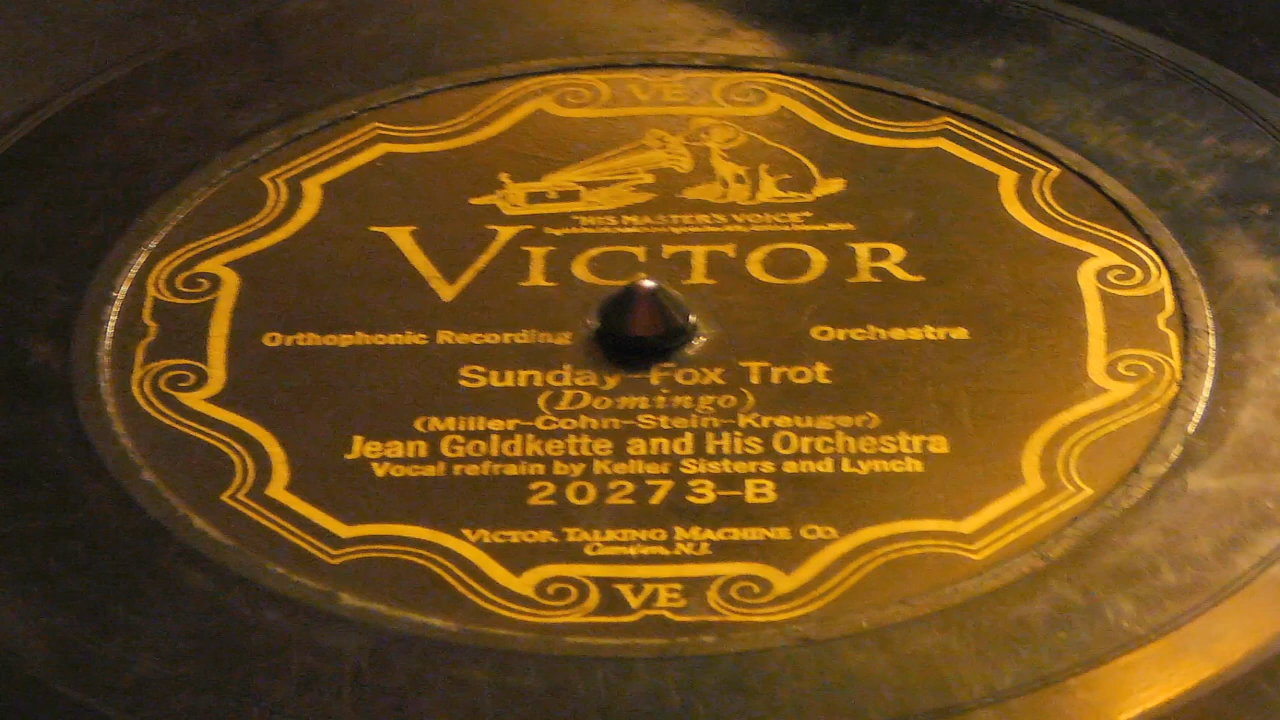 VE
"HIS MASTER'S VOICE"
VICTOR
Orthophonic Recording Orchestra
Sunday-Fox Trot
(Domingo)
(Miller-Cohn-Stein-Kreuger)
Jean Goldkette and His Orchestra
Vocal refrain by Keller Sisters and Lynch
20273-B
VICTOR TALKING MACHINE CO.
Camden, N.J.
VE